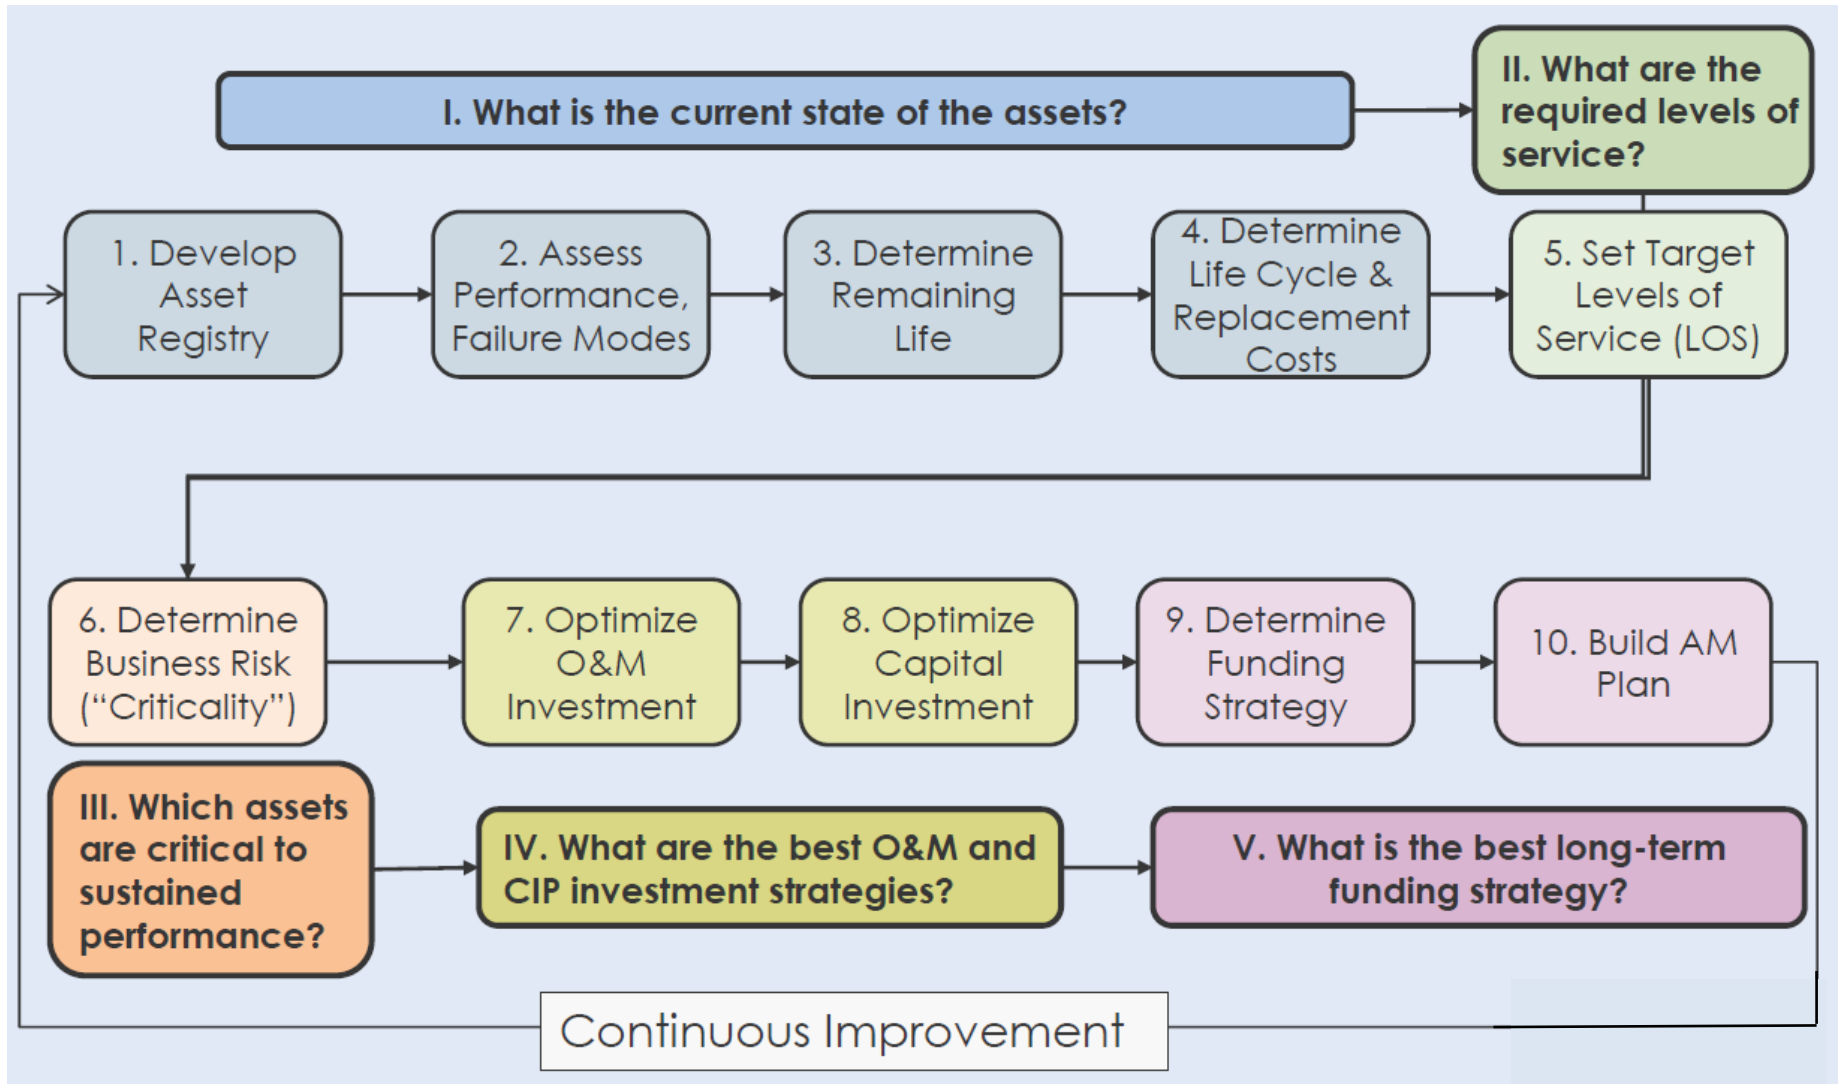 I. What is the current state of the assets?
II. What are the
required levels of
service?
1. Develop
Asset
Registry
2. Assess
Performance,
Failure Modes
3. Determine
Remaining
Life
4. Determine
Life Cycle &
Replacement
Costs
5. Set Target
Levels of
Service (LOS)
6. Determine
Business Risk
(“Criticality”)
7. Optimize
O&M
Investment
8. Optimize
Capital
Investment
9. Determine
Funding
Strategy
10. Build AM
Plan
III. Which assets
are critical to
sustained
performance?
IV. What are the best O&M and
CIP investment strategies?
V. What is the best long-term
funding strategy?
Continuous Improvement